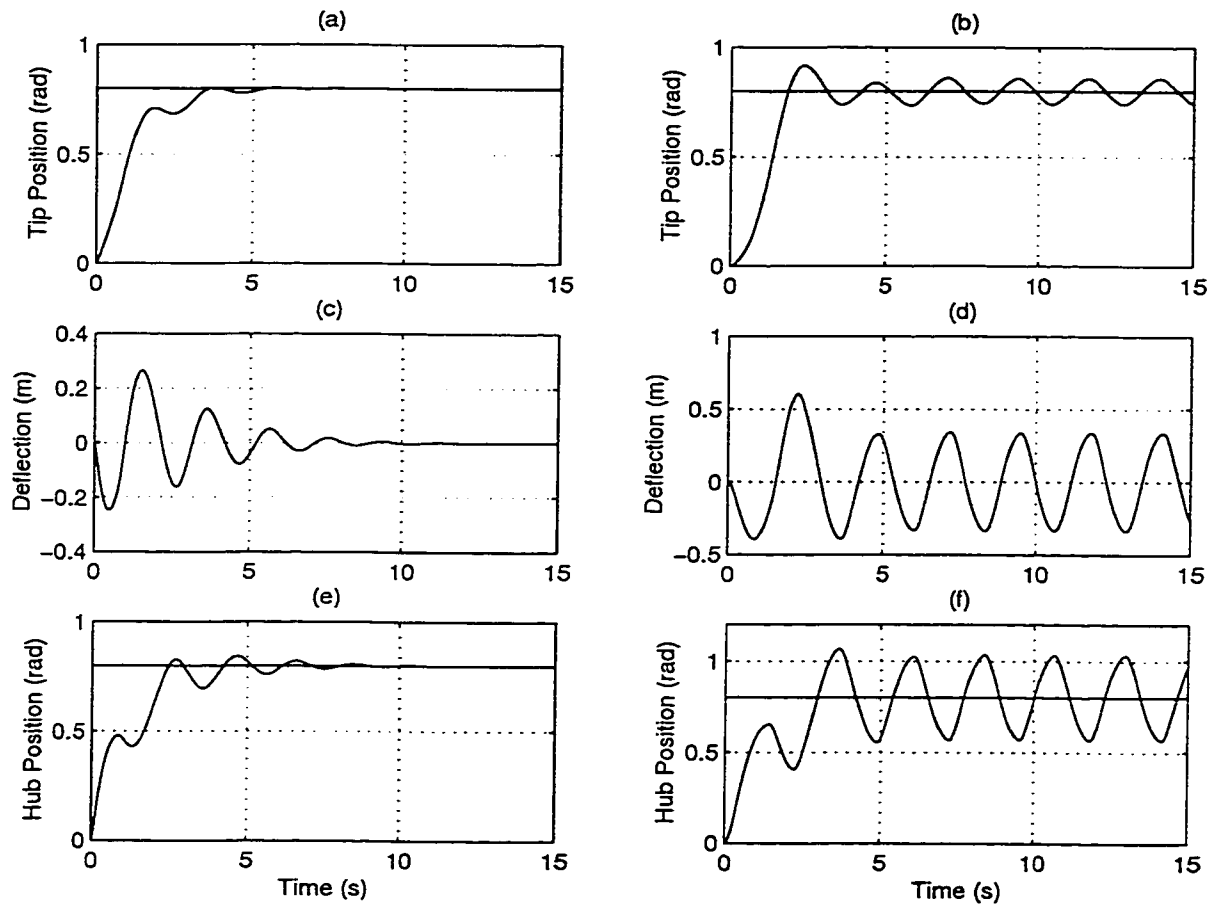 (a)
1
0.5
0
Tip Position (rad)
0 5 10 15
(b)
1
0.5
0
Tip Position (rad)
0 5 10 15
(c)
0.4
0.2
0
−0.2
−0.4
Deflection (m)
0 5 10 15
(d)
1
0.5
0
−0.5
Deflection (m)
0 5 10 15
(e)
1
0.5
0
Hub Position (rad)
0 5 10 15
Time (s)
(f)
1
0.5
0
Hub Position (rad)
0 5 10 15
Time (s)